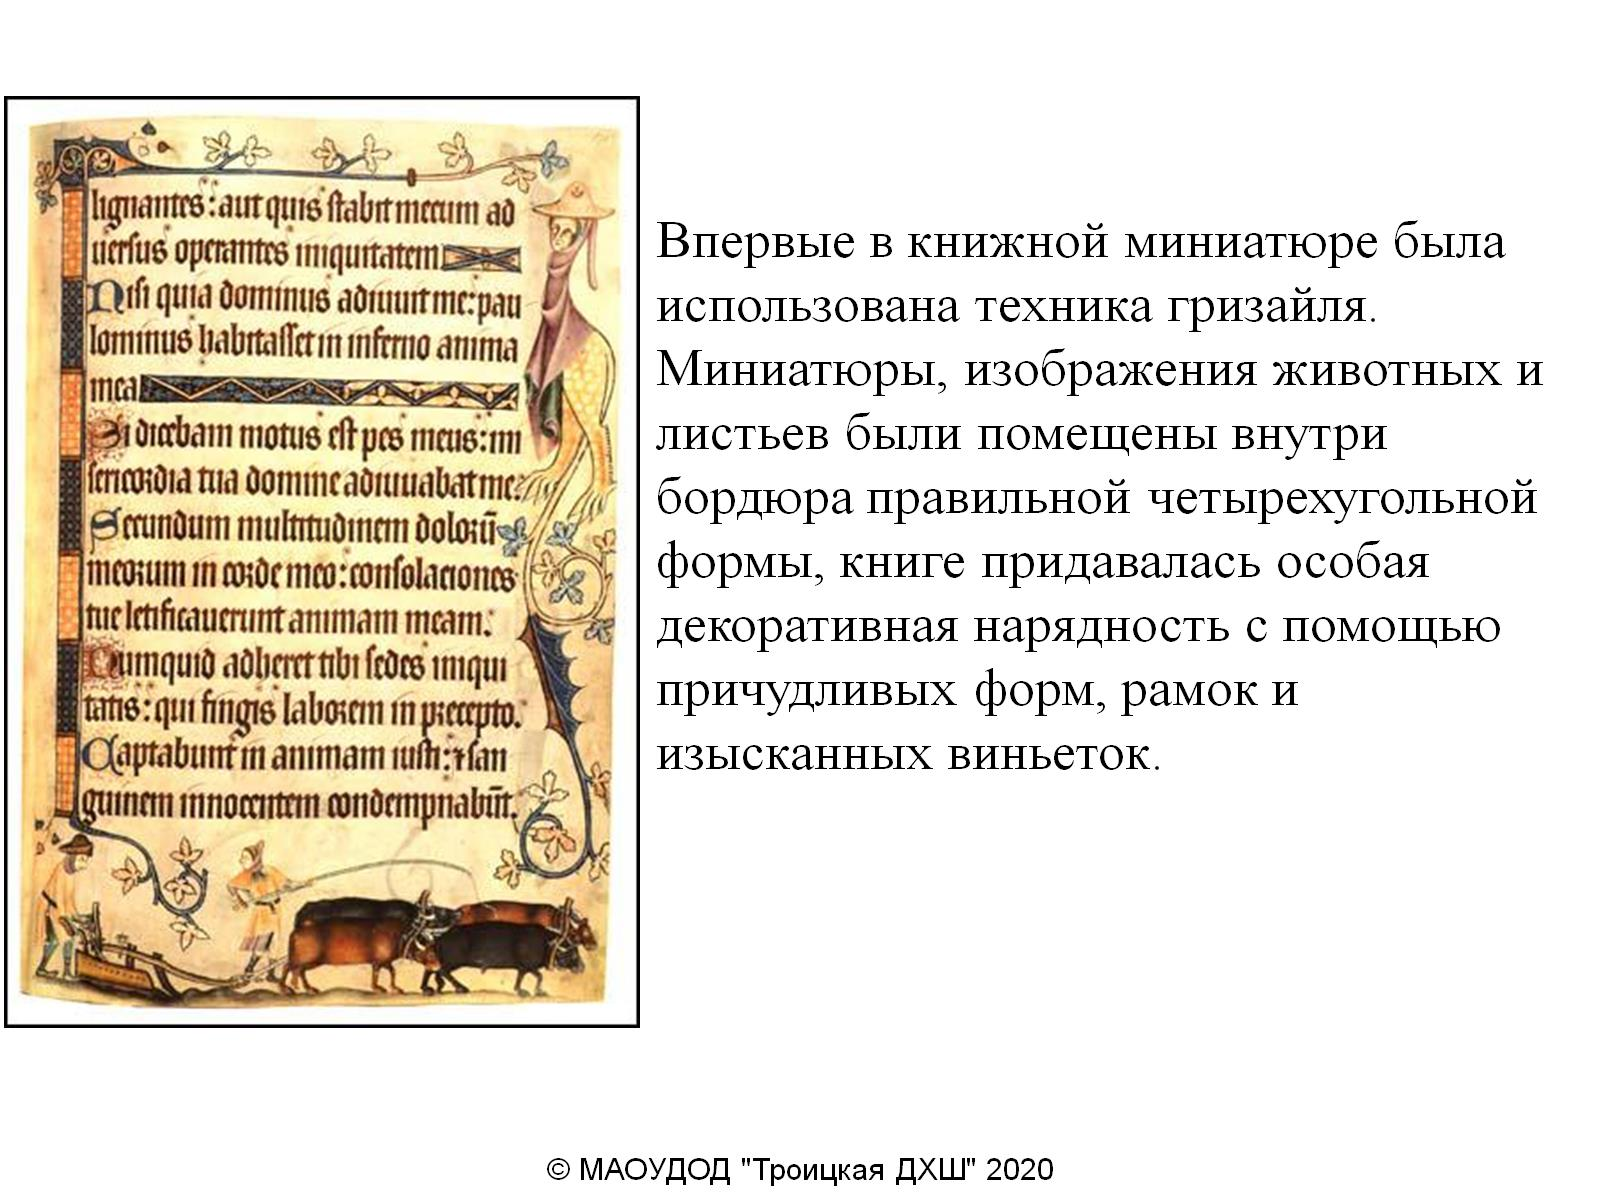 lignantes: aut quis stabit mecum ad
uersus operantes iniquitatem
Nisi quia dominus adiuuit me: pau
lominus habitasset in inferno anima
mea
Si dicebam motus est pes meus: mi
sericordia tua domine adiuuabat me.
Secundum multitudinem dolorū
meorum in corde meo: consolaciones
tue letificauerunt animam meam:
Numquid adheret tibi sedes iniqui
tatis: qui fingis laborem in precepto.
Captabunt in animam iusti: ⁊ san
guinem innocentem condempnabūt.
Впервые в книжной миниатюре была
использована техника гризайля.
Миниатюры, изображения животных и
листьев были помещены внутри
бордюра правильной четырехугольной
формы, книге придавалась особая
декоративная нарядность с помощью
причудливых форм, рамок и
изысканных виньеток.
© МАОУДОД "Троицкая ДХШ" 2020